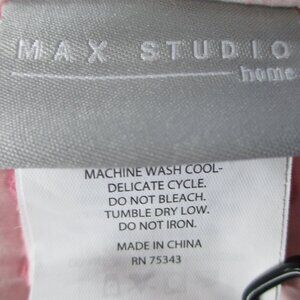 MAX STUDIO
home
MACHINE WASH COOL-
DELICATE CYCLE.
DO NOT BLEACH.
TUMBLE DRY LOW.
DO NOT IRON.
MADE IN CHINA
RN 75343